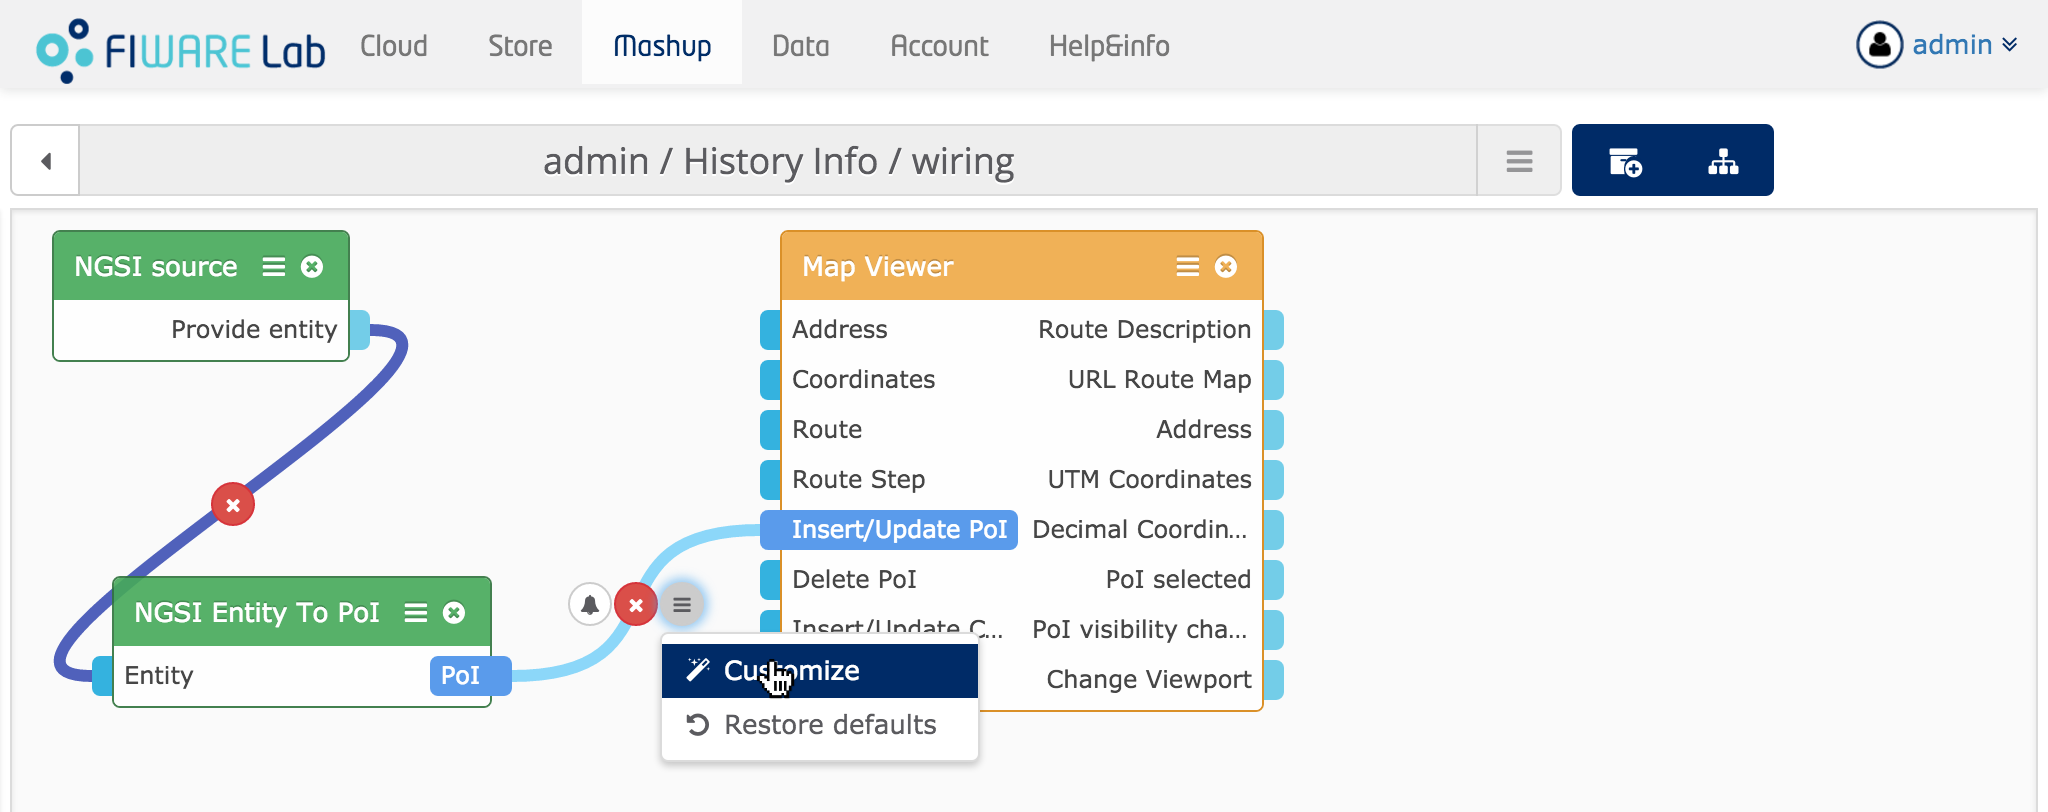 FIWARE Lab Cloud Store Mashup Data Account Help&info admin
admin / History Info / wiring
NGSI source
Provide entity
Map Viewer
Address Route Description
Coordinates URL Route Map
Route Address
Route Step UTM Coordinates
Insert/Update PoI Decimal Coordin...
Delete PoI PoI selected
Insert/Update C... PoI visibility cha...
Change Viewport
NGSI Entity To PoI
Entity PoI
Customize
Restore defaults